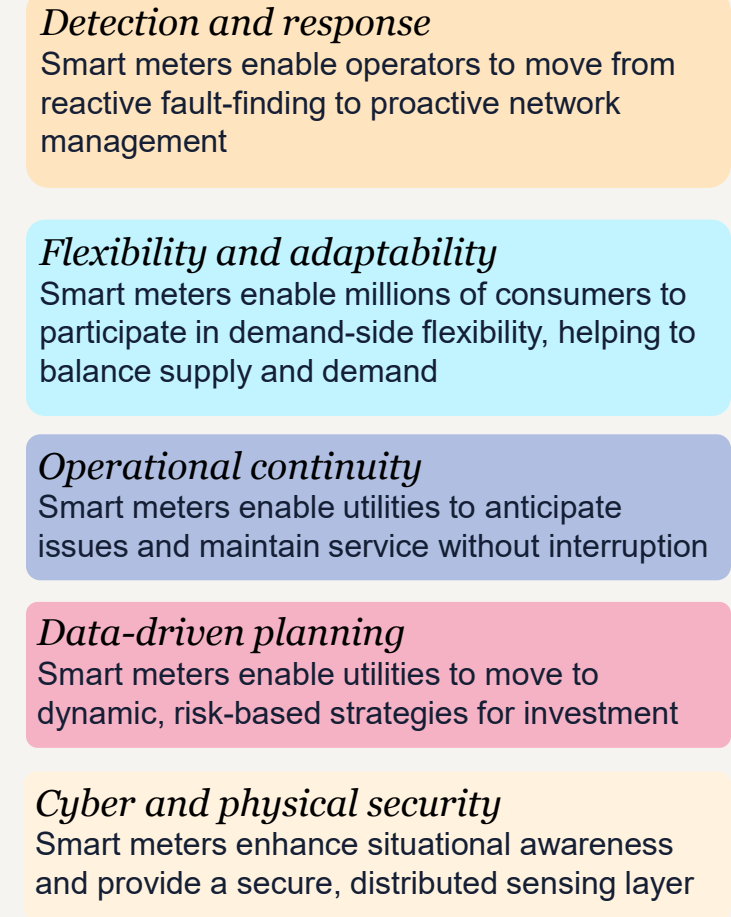 Detection and response
Smart meters enable operators to move from
reactive fault-finding to proactive network
management
Flexibility and adaptability
Smart meters enable millions of consumers to
participate in demand-side flexibility, helping to
balance supply and demand
Operational continuity
Smart meters enable utilities to anticipate
issues and maintain service without interruption
Data-driven planning
Smart meters enable utilities to move to
dynamic, risk-based strategies for investment
Cyber and physical security
Smart meters enhance situational awareness
and provide a secure, distributed sensing layer